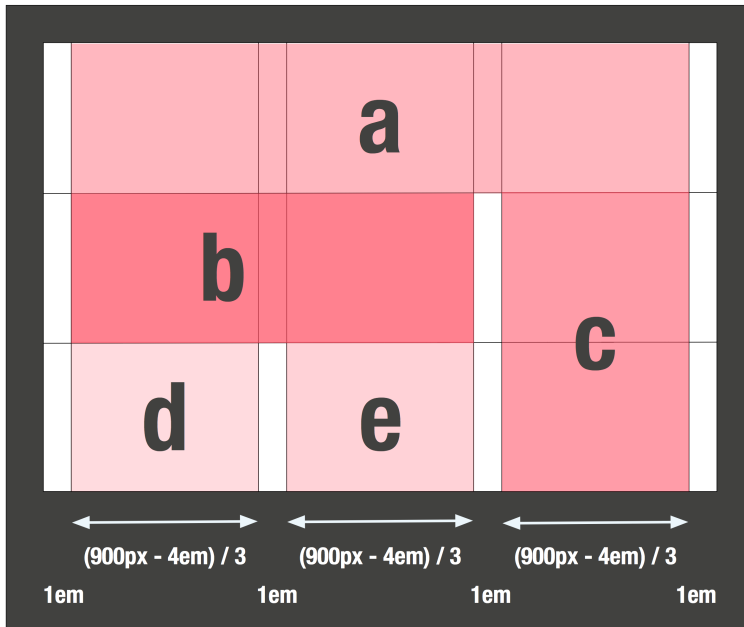 a
b
c
d
e
(900px - 4em) / 3
(900px - 4em) / 3
(900px - 4em) / 3
1em
1em
1em
1em